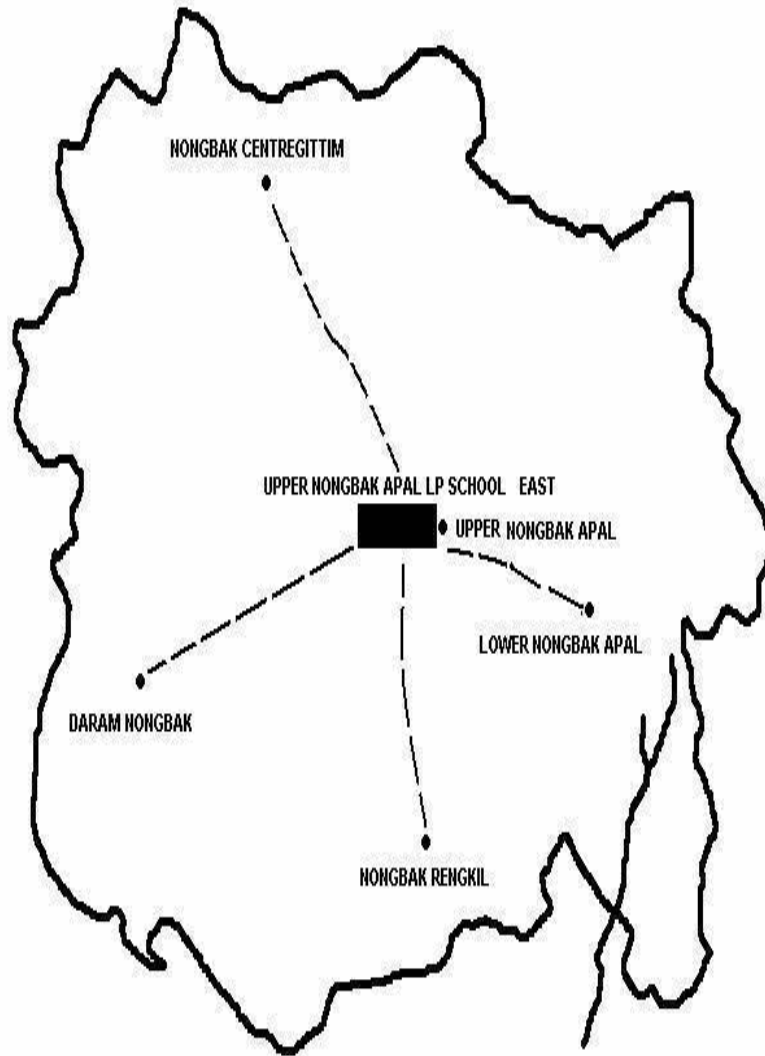 NONGBAK CENTREGITTIM
UPPER NONGBAK APAL LP SCHOOL EAST
UPPER NONGBAK APAL
LOWER NONGBAK APAL
DARAM NONGBAK
NONGBAK RENGKIL